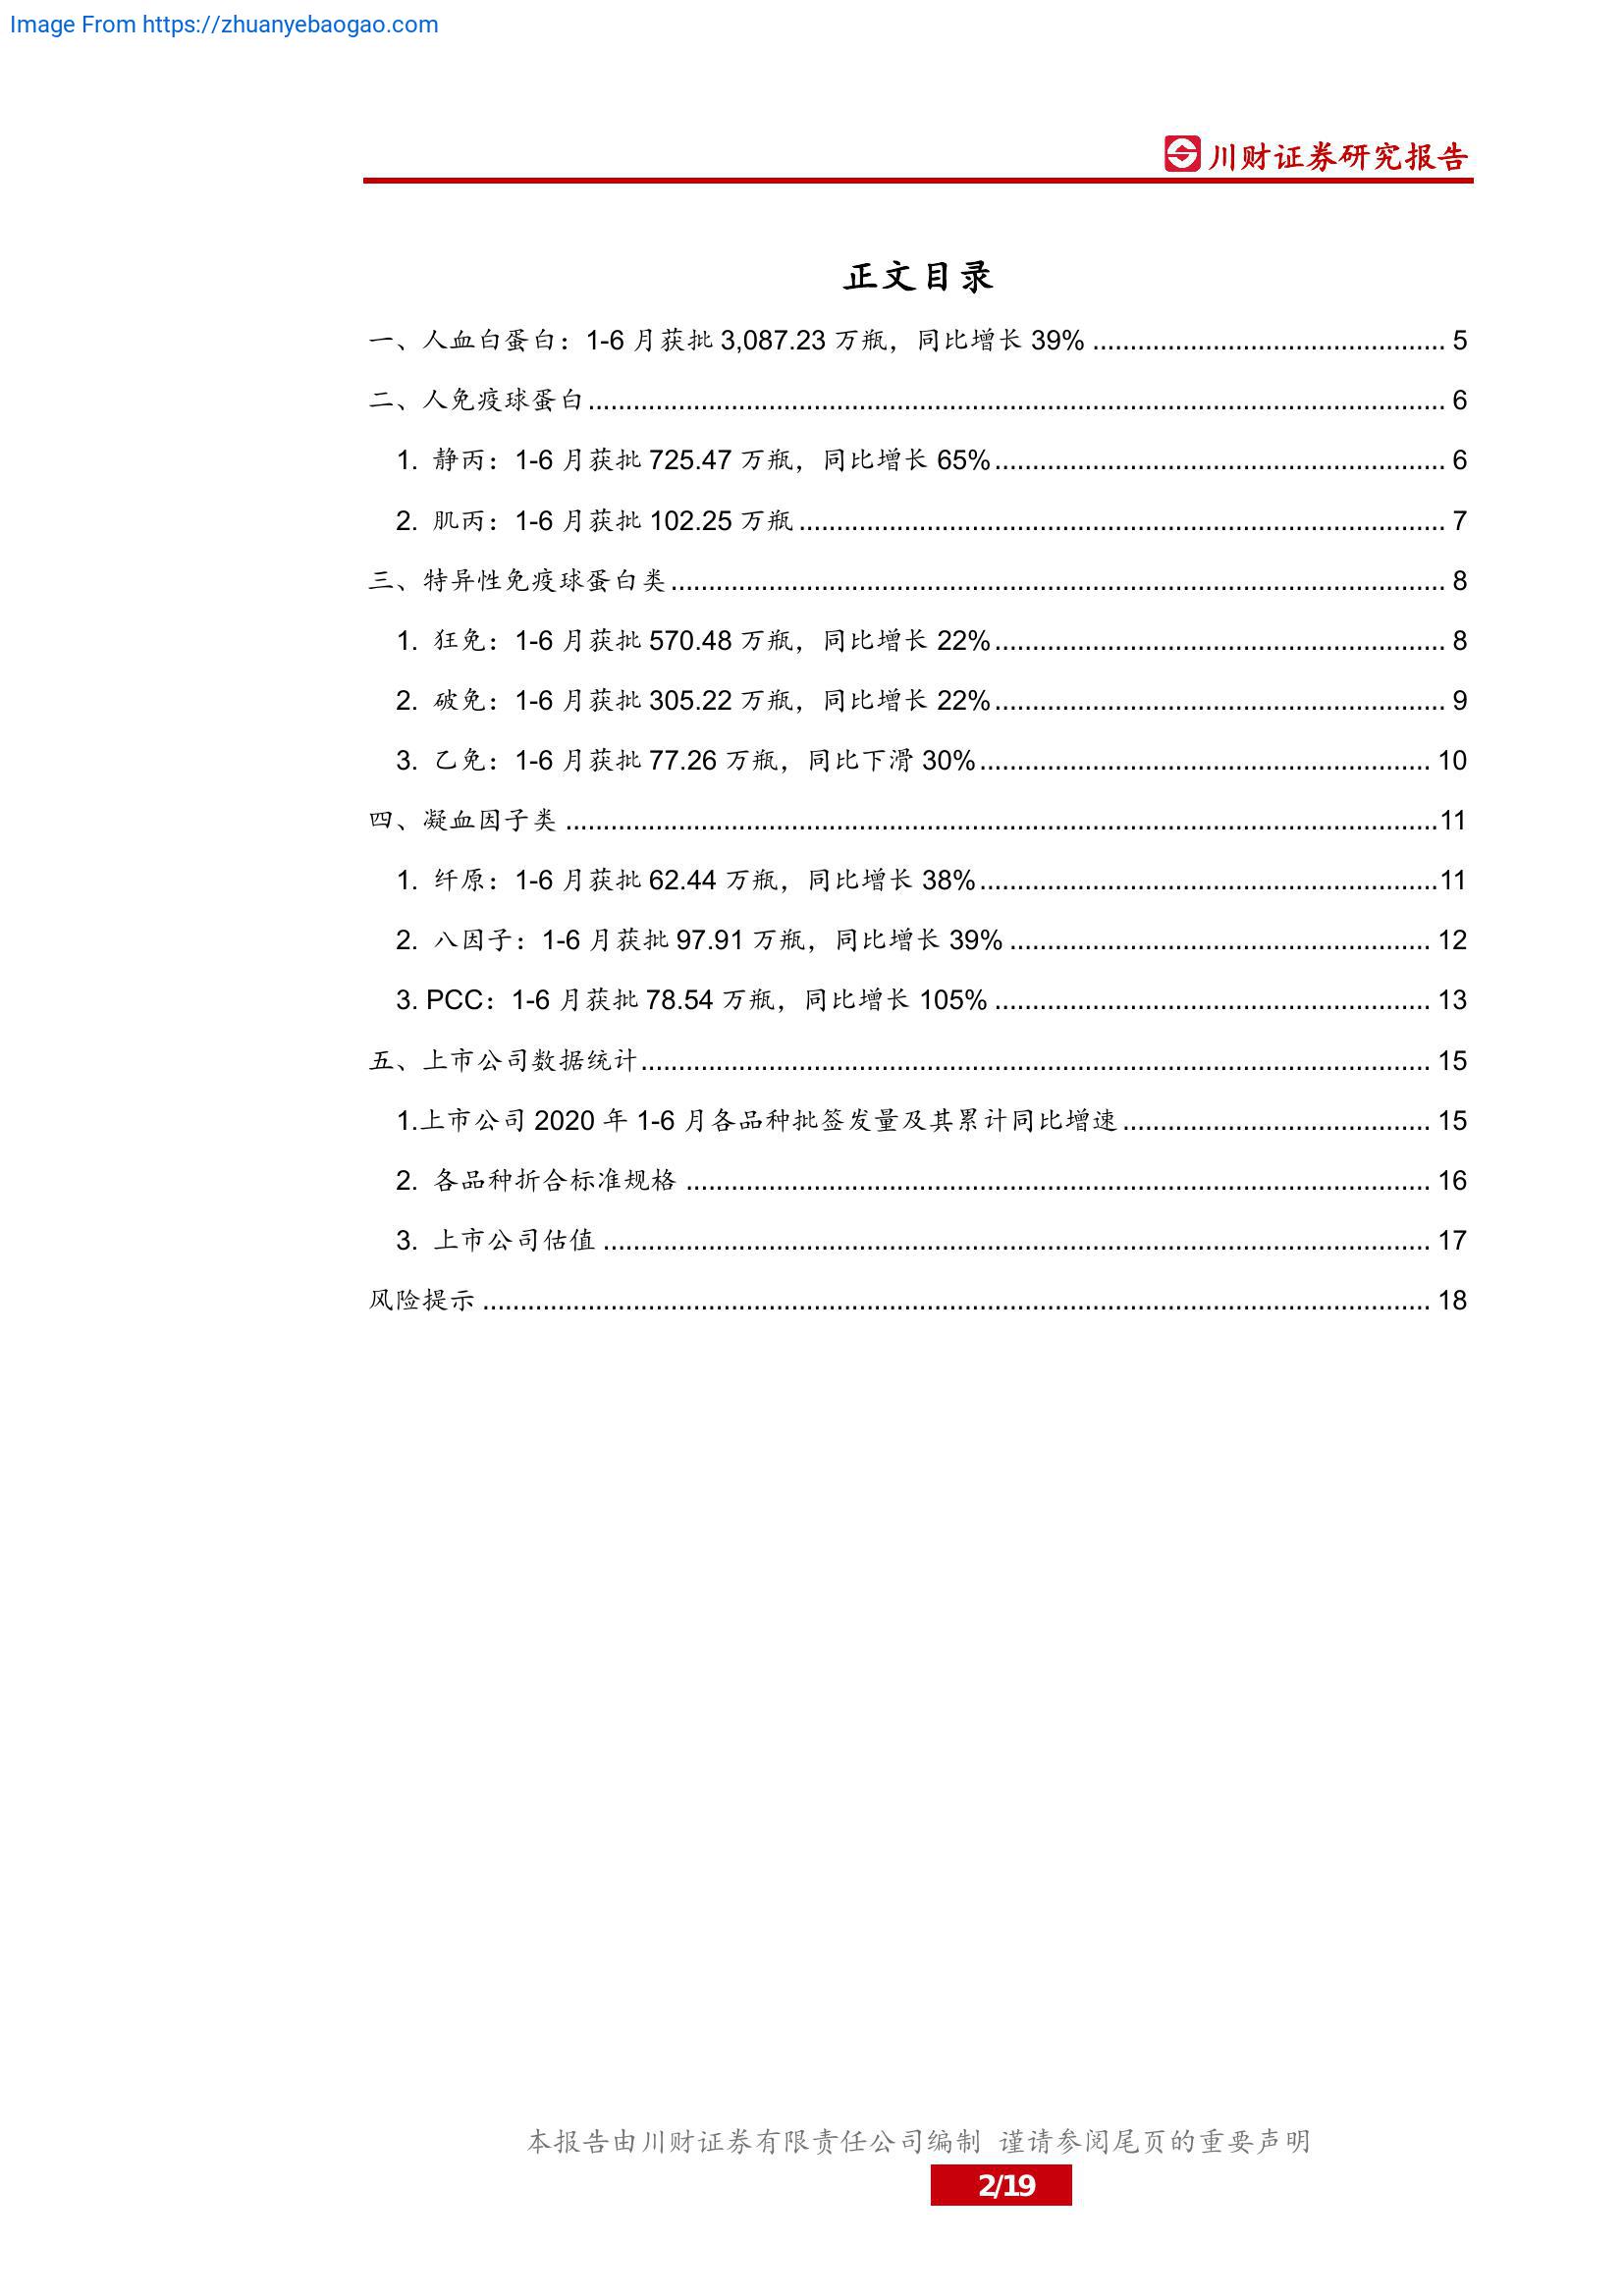 Image From https://zhuanyebaogao.com
川财证券研究报告
正文目录
一、人血白蛋白：1-6 月获批 3,087.23 万瓶，同比增长 39% ............................................... 5
二、人免疫球蛋白 ................................................................................................................... 6
1. 静丙：1-6 月获批 725.47 万瓶，同比增长 65% ............................................................ 6
2. 肌丙：1-6 月获批 102.25 万瓶 ...................................................................................... 7
三、特异性免疫球蛋白类 ........................................................................................................ 8
1. 狂免：1-6 月获批 570.48 万瓶，同比增长 22% ............................................................ 8
2. 破免：1-6 月获批 305.22 万瓶，同比增长 22% ............................................................ 9
3. 乙免：1-6 月获批 77.26 万瓶，同比下滑 30% ............................................................ 10
四、凝血因子类 .....................................................................................................................11
1. 纤原：1-6 月获批 62.44 万瓶，同比增长 38% .............................................................11
2. 八因子：1-6 月获批 97.91 万瓶，同比增长 39% ........................................................ 12
3. PCC：1-6 月获批 78.54 万瓶，同比增长 105% .......................................................... 13
五、上市公司数据统计 .......................................................................................................... 15
1.上市公司 2020 年 1-6 月各品种批签发量及其累计同比增速 ......................................... 15
2. 各品种折合标准规格 ................................................................................................... 16
3. 上市公司估值 .............................................................................................................. 17
风险提示 ............................................................................................................................... 18
本报告由川财证券有限责任公司编制 谨请参阅尾页的重要声明
2/19